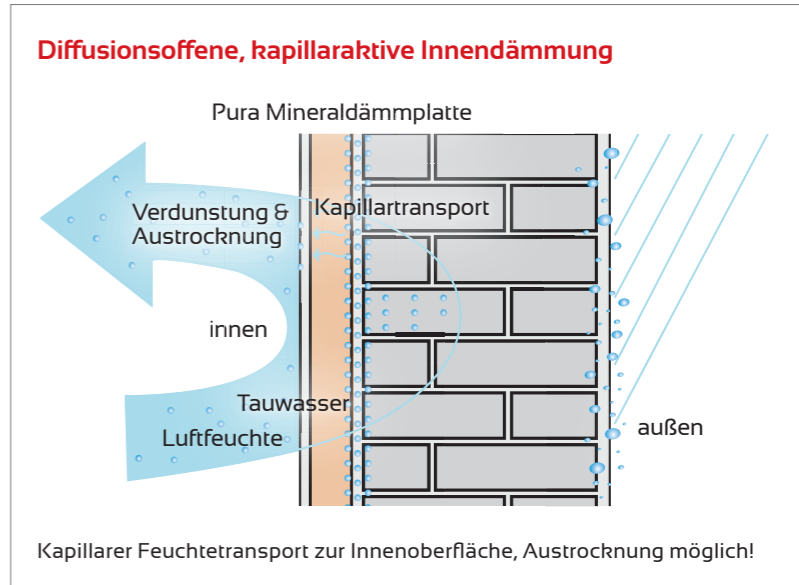 Diffusionsoffene, kapillaraktive Innendämmung
Pura Mineraldämmplatte
Verdunstung &
Austrocknung
Kapillartransport
innen
Tauwasser
Luftfeuchte
außen
Kapillarer Feuchtetransport zur Innenoberfläche, Austrocknung möglich!